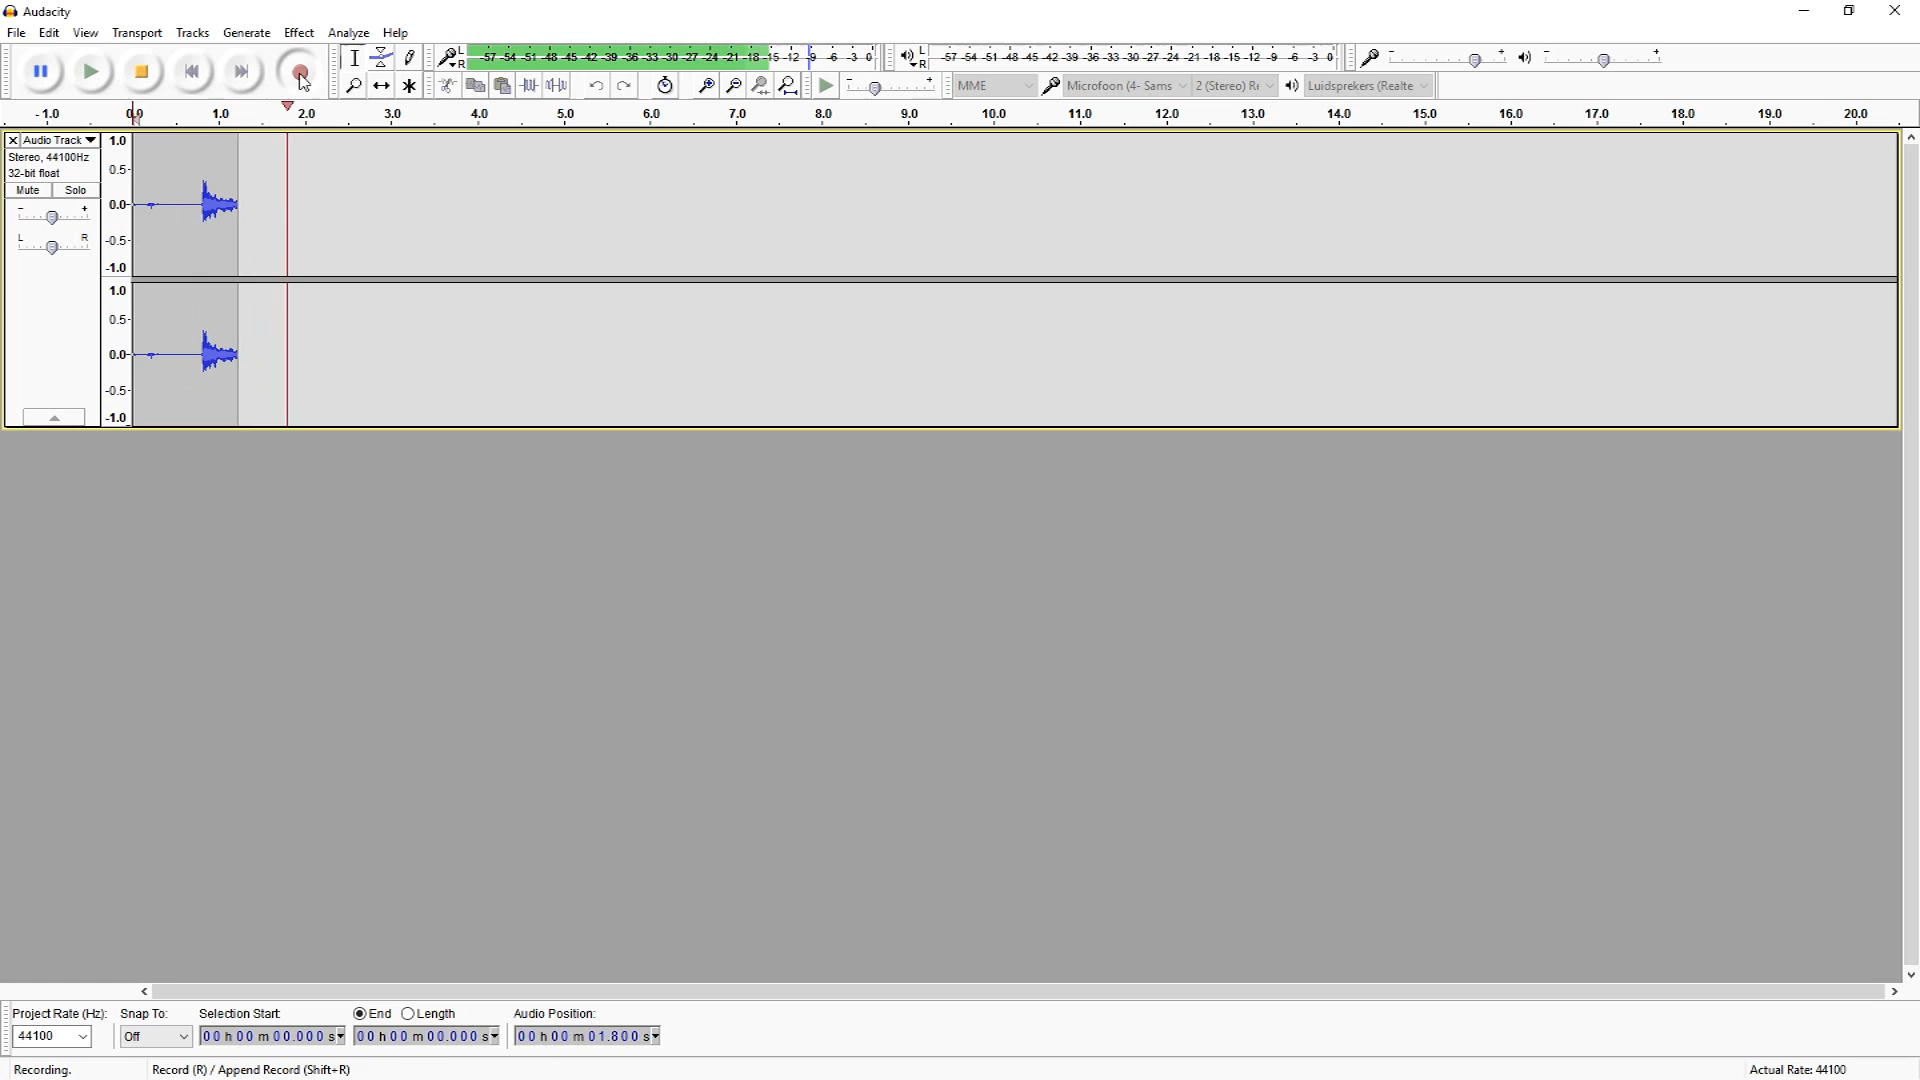 Audacity
File Edit View Transport Tracks Generate Effect Analyze Help
L R -57 -54 -51 -48 -45 -42 -39 -36 -33 -30 -27 -24 -21 -18 -15 -12 -9 -6 -3 0 L R -57 -54 -51 -48 -45 -42 -39 -36 -33 -30 -27 -24 -21 -18 -15 -12 -9 -6 -3 0 - + - +
- + MME Microfoon (4- Sams 2 (Stereo) Re Luidsprekers (Realte
-1.0 0.0 1.0 2.0 3.0 4.0 5.0 6.0 7.0 8.0 9.0 10.0 11.0 12.0 13.0 14.0 15.0 16.0 17.0 18.0 19.0 20.0
X Audio Track 1.0
Stereo, 44100Hz
32-bit float 0.5-
Mute Solo
- + 0.0-
L R -0.5-
-1.0
1.0
0.5-
0.0-
-0.5-
-1.0
Project Rate (Hz): Snap To: Selection Start: End Length Audio Position:
44100 Off 00 h 00 m 00.000 s 00 h 00 m 00.000 s 00 h 00 m 01.800 s
Recording. Record (R) / Append Record (Shift+R) Actual Rate: 44100